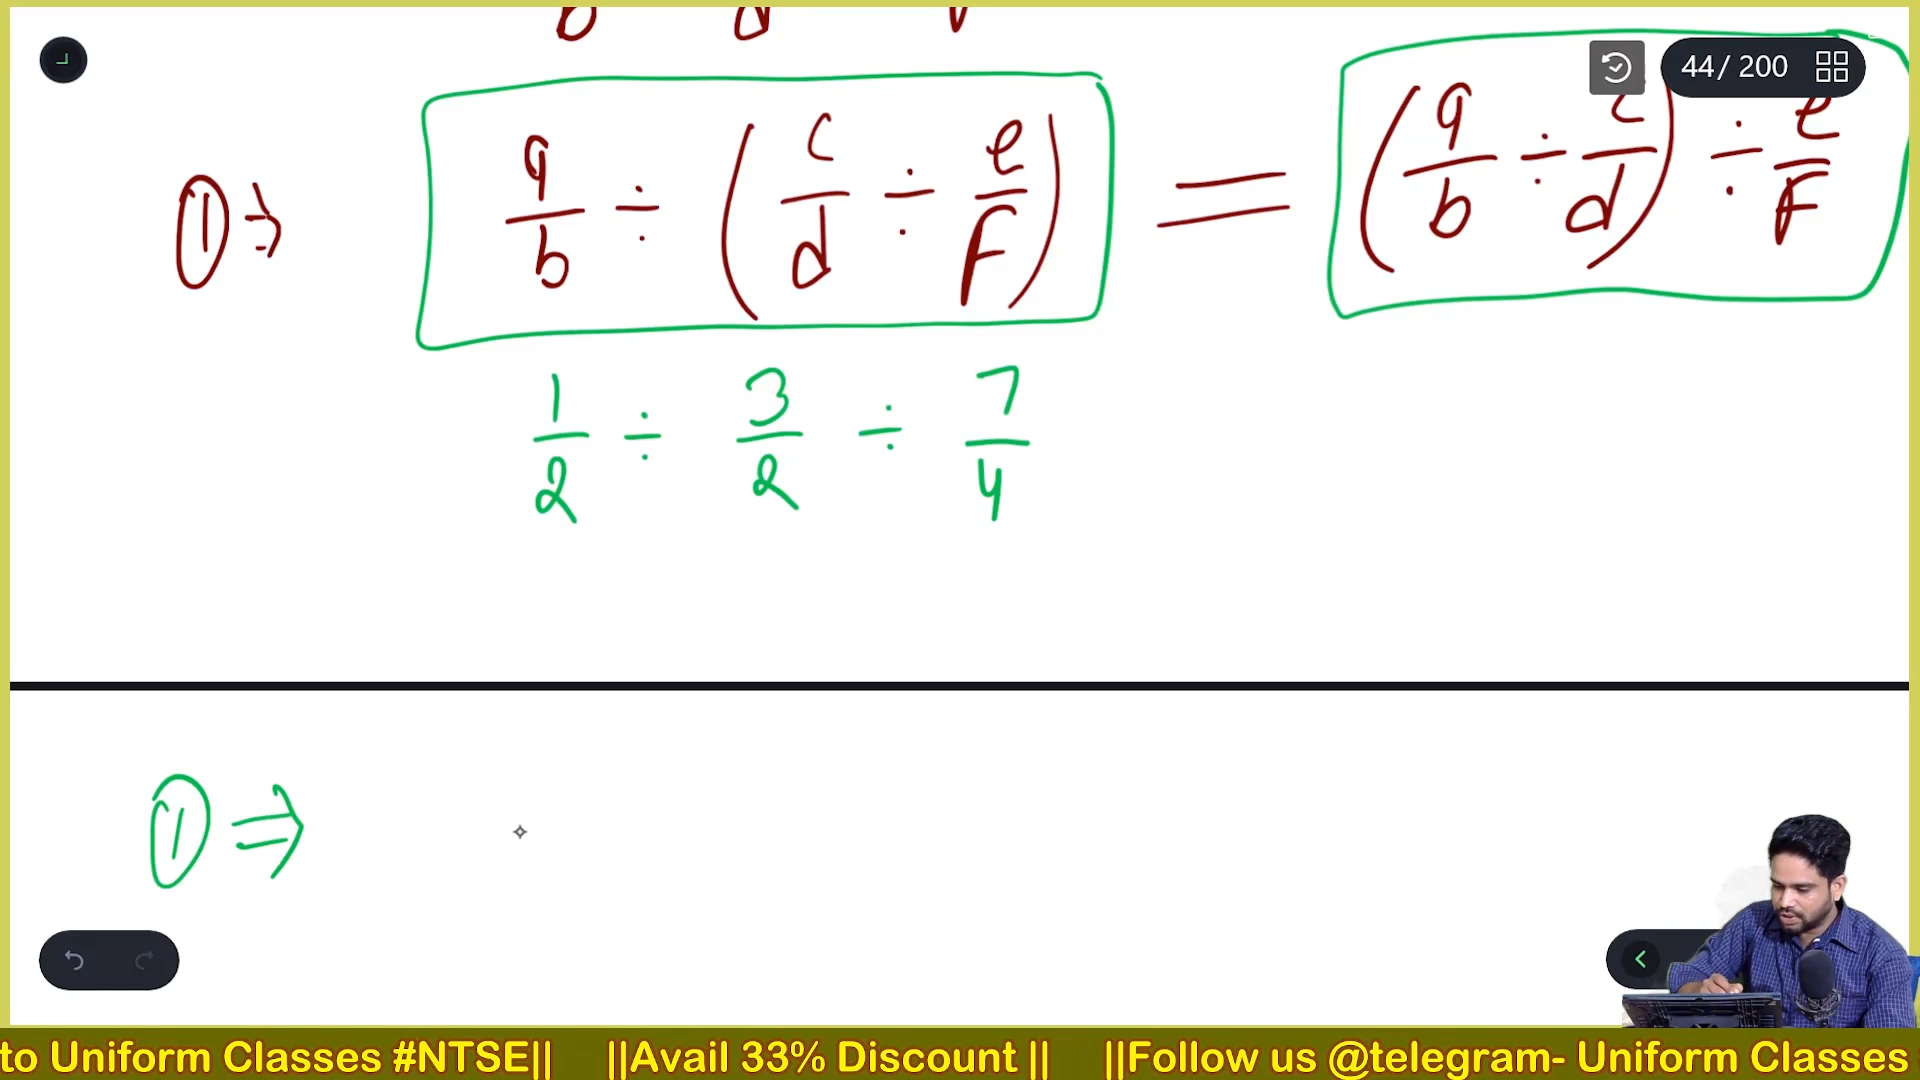 44 / 200
① ⇒ a/b ÷ (c/d ÷ e/F) = (a/b ÷ c/d) ÷ e/F
1/2 ÷ 3/2 ÷ 7/4
① ⇒
to Uniform Classes #NTSE|| ||Avail 33% Discount || ||Follow us @telegram- Uniform Classes